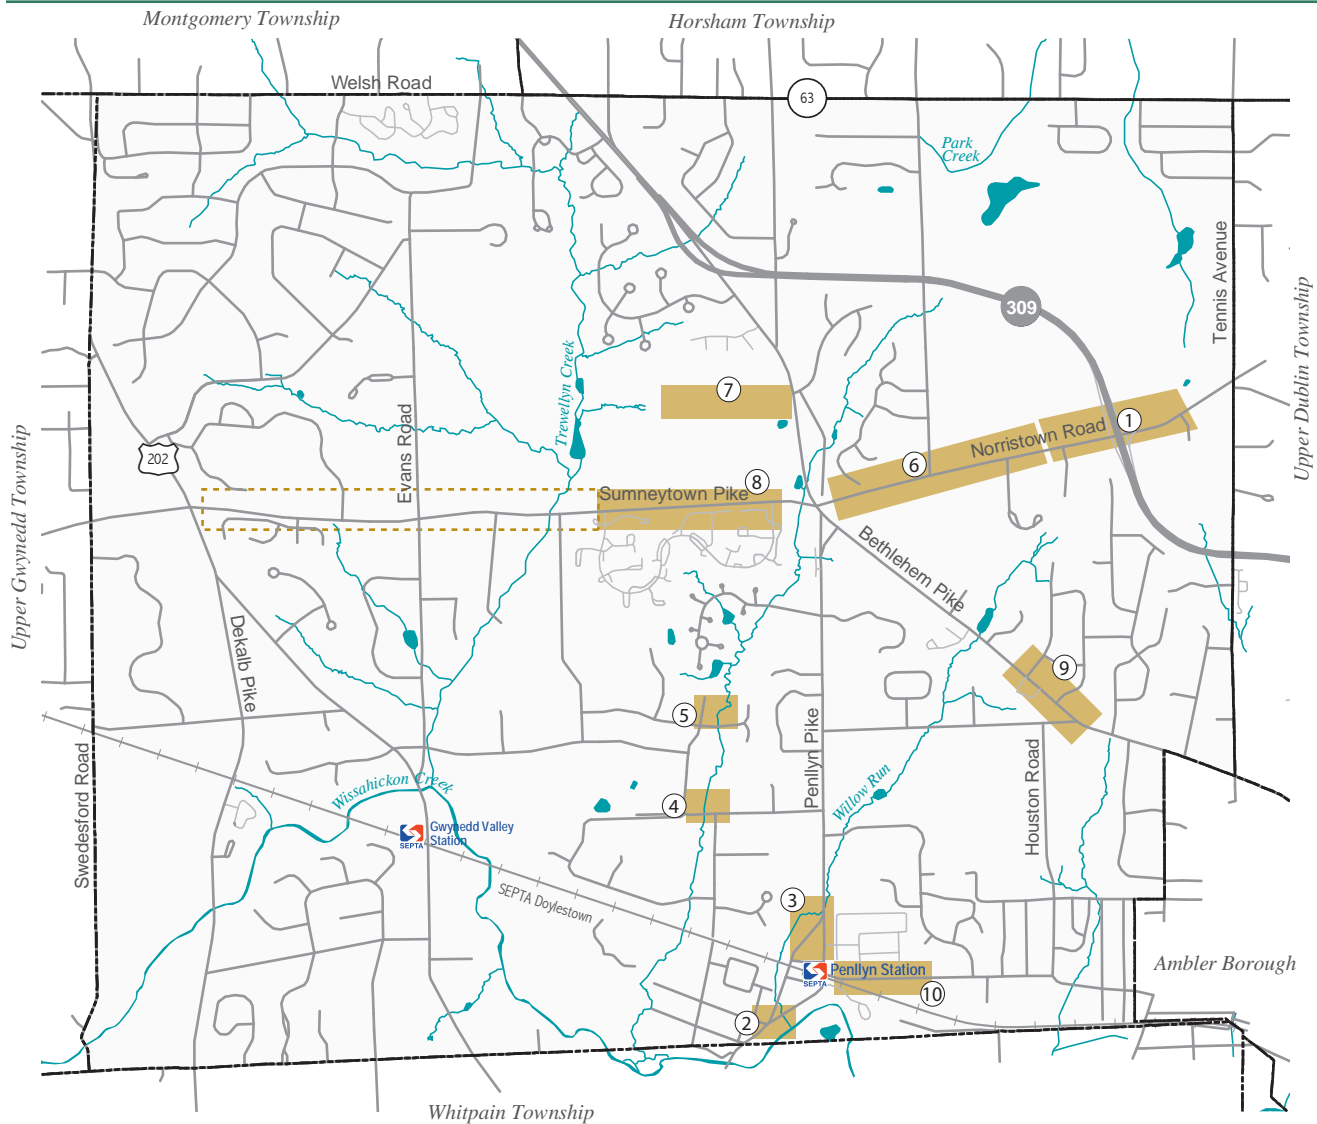 Montgomery Township
Horsham Township
Welsh Road
63
Park
Creek
Tennis Avenue
309
Upper Dublin Township
Trewellyn Creek
7
1
Norristown Road
6
Evans Road
202
8
Sumneytown Pike
Upper Gwynedd Township
Bethlehem Pike
Dekalb Pike
9
5
Penllyn Pike
Swedesford Road
Houston Road
Wissahickon Creek
Willow Run
4
Gwynedd Valley
Station
SEPTA
SEPTA Doylestown
3
Penllyn Station
SEPTA
10
Ambler Borough
2
Whitpain Township